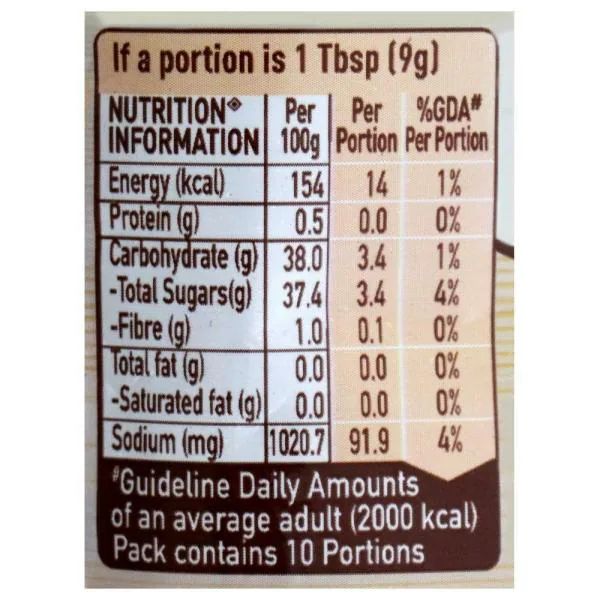 If a portion is 1 Tbsp (9g)
NUTRITION◈ INFORMATION Per 100g Per Portion %GDA# Per Portion
Energy (kcal) 154 14 1%
Protein (g) 0.5 0.0 0%
Carbohydrate (g) 38.0 3.4 1%
-Total Sugars(g) 37.4 3.4 4%
-Fibre (g) 1.0 0.1 0%
Total fat (g) 0.0 0.0 0%
-Saturated fat (g) 0.0 0.0 0%
Sodium (mg) 1020.7 91.9 4%
#Guideline Daily Amounts
of an average adult (2000 kcal)
Pack contains 10 Portions